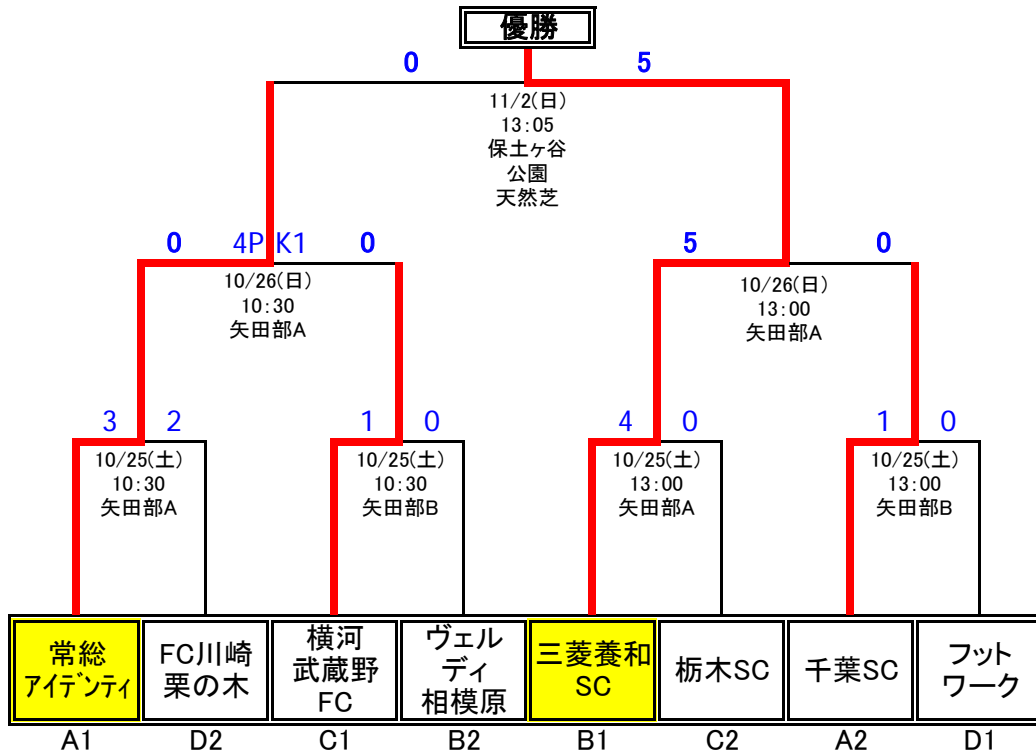 優勝
0 5
11/2(日)
13:05
保土ヶ谷
公園
天然芝
0 4PK1 0
10/26(日)
10:30
矢田部A
5 0
10/26(日)
13:00
矢田部A
3 2
10/25(土)
10:30
矢田部A
1 0
10/25(土)
10:30
矢田部B
4 0
10/25(土)
13:00
矢田部A
1 0
10/25(土)
13:00
矢田部B
常総
アイデンティ
FC川崎
栗の木
横河
武蔵野
FC
ヴェル
ディ
相模原
三菱養和
SC
栃木SC
千葉SC
フット
ワーク
A1 D2 C1 B2 B1 C2 A2 D1